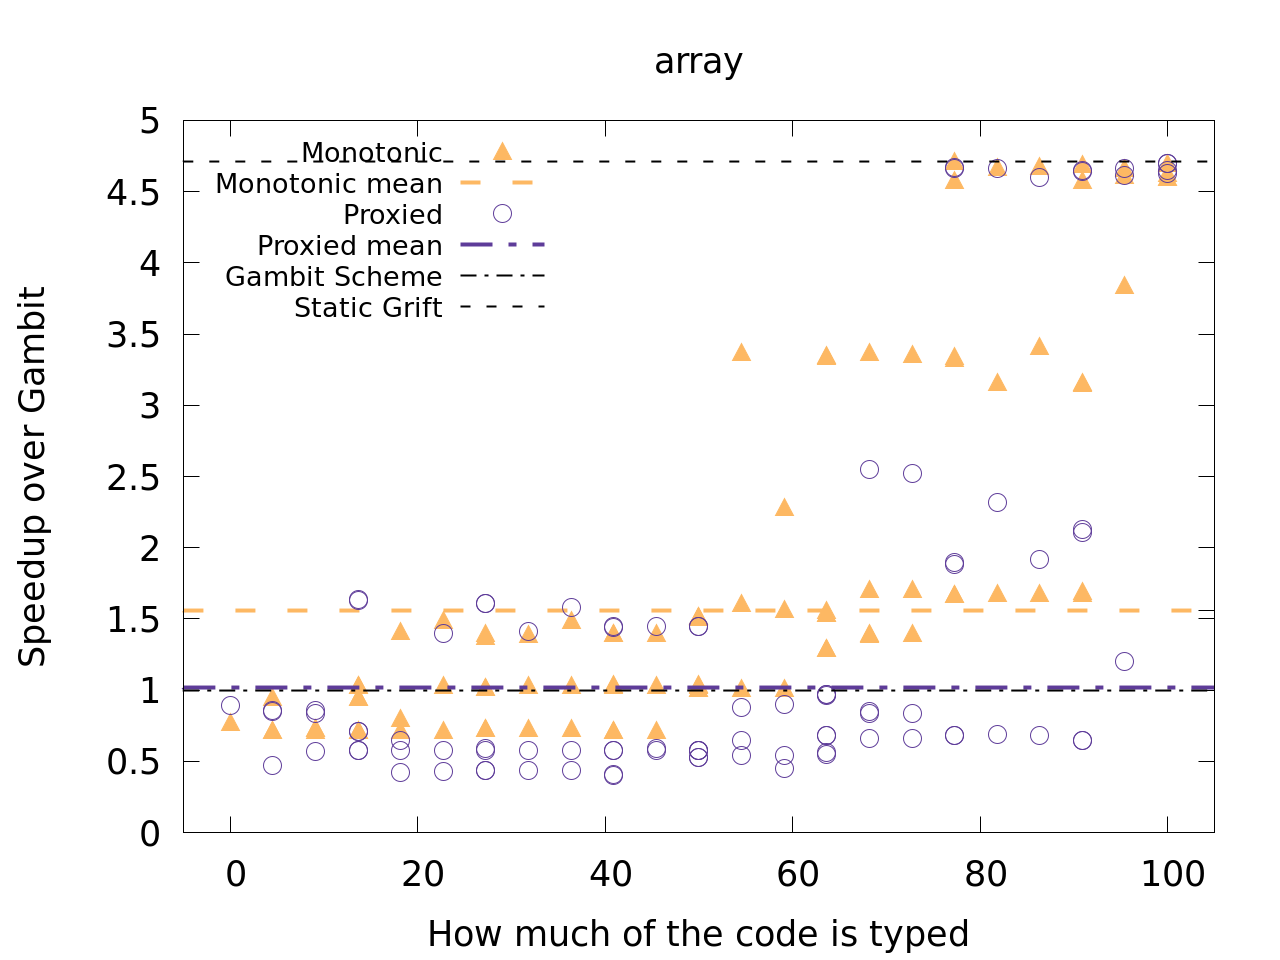 array
Speedup over Gambit
5
4.5
4
3.5
3
2.5
2
1.5
1
0.5
0
Monotonic
Monotonic mean
Proxied
Proxied mean
Gambit Scheme
Static Grift
0 20 40 60 80 100
How much of the code is typed